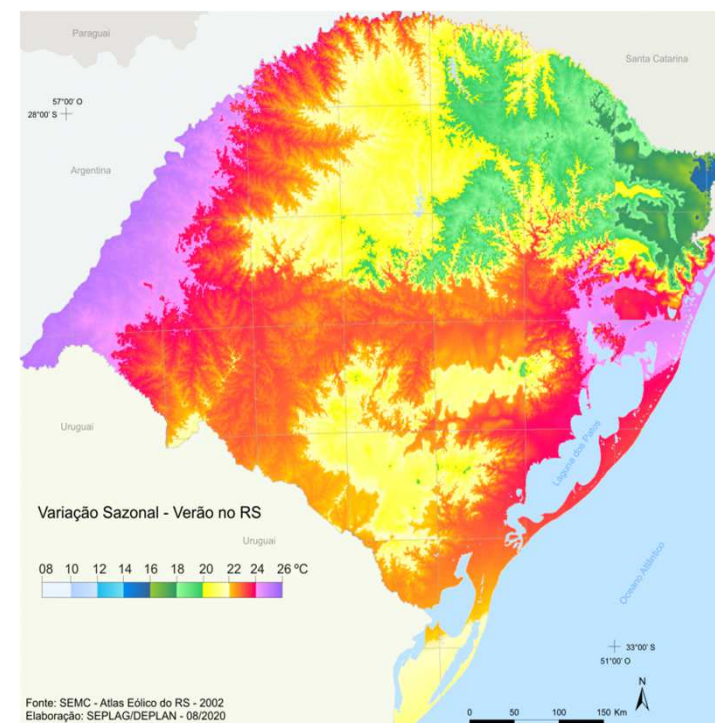 Paraguai
Santa Catarina
57°00' O
28°00' S
Argentina
Uruguai
Laguna dos Patos
Variação Sazonal - Verão no RS
Uruguai
08 10 12 14 16 18 20 22 24 26 ºC
Oceano Atlântico
33°00' S
51°00' O
N
Fonte: SEMC - Atlas Eólico do RS - 2002
Elaboração: SEPLAG/DEPLAN - 08/2020
0 50 100 150 Km